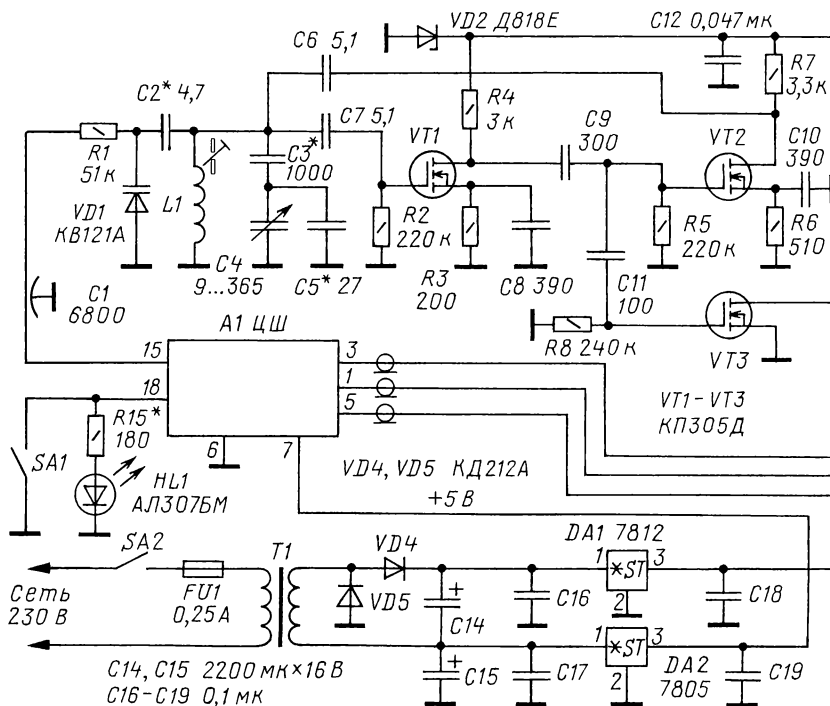 VD2 Д818Е
C12 0,047 мк
C6 5,1
R7
3,3к
C2* 4,7
R4
3 к
C7 5,1
VT1
C9
300
VT2
C10
390
R1
51 к
C3*
1000
VD1
КВ121А
L1
R2
220 к
R5
220 к
R6
510
C4
9...365
C5* 27
R3
200
C8 390
C11
100
C1
6800
А1 ЦШ
R8 240 к
VT3
15
3
18
1
5
VT1-VT3
КП305Д
R15*
180
6
7
SA1
HL1
АЛ307БМ
VD4, VD5 КД212А
+5 В
SA2
T1
VD4
DA1 7812
Сеть
230 В
FU1
0,25А
VD5
1
*ST
3
2
C14
C16
C18
1
*ST
3
2
C15
C17
DA2
7805
C19
C14, C15 2200 мк×16 В
C16-C19 0,1 мк